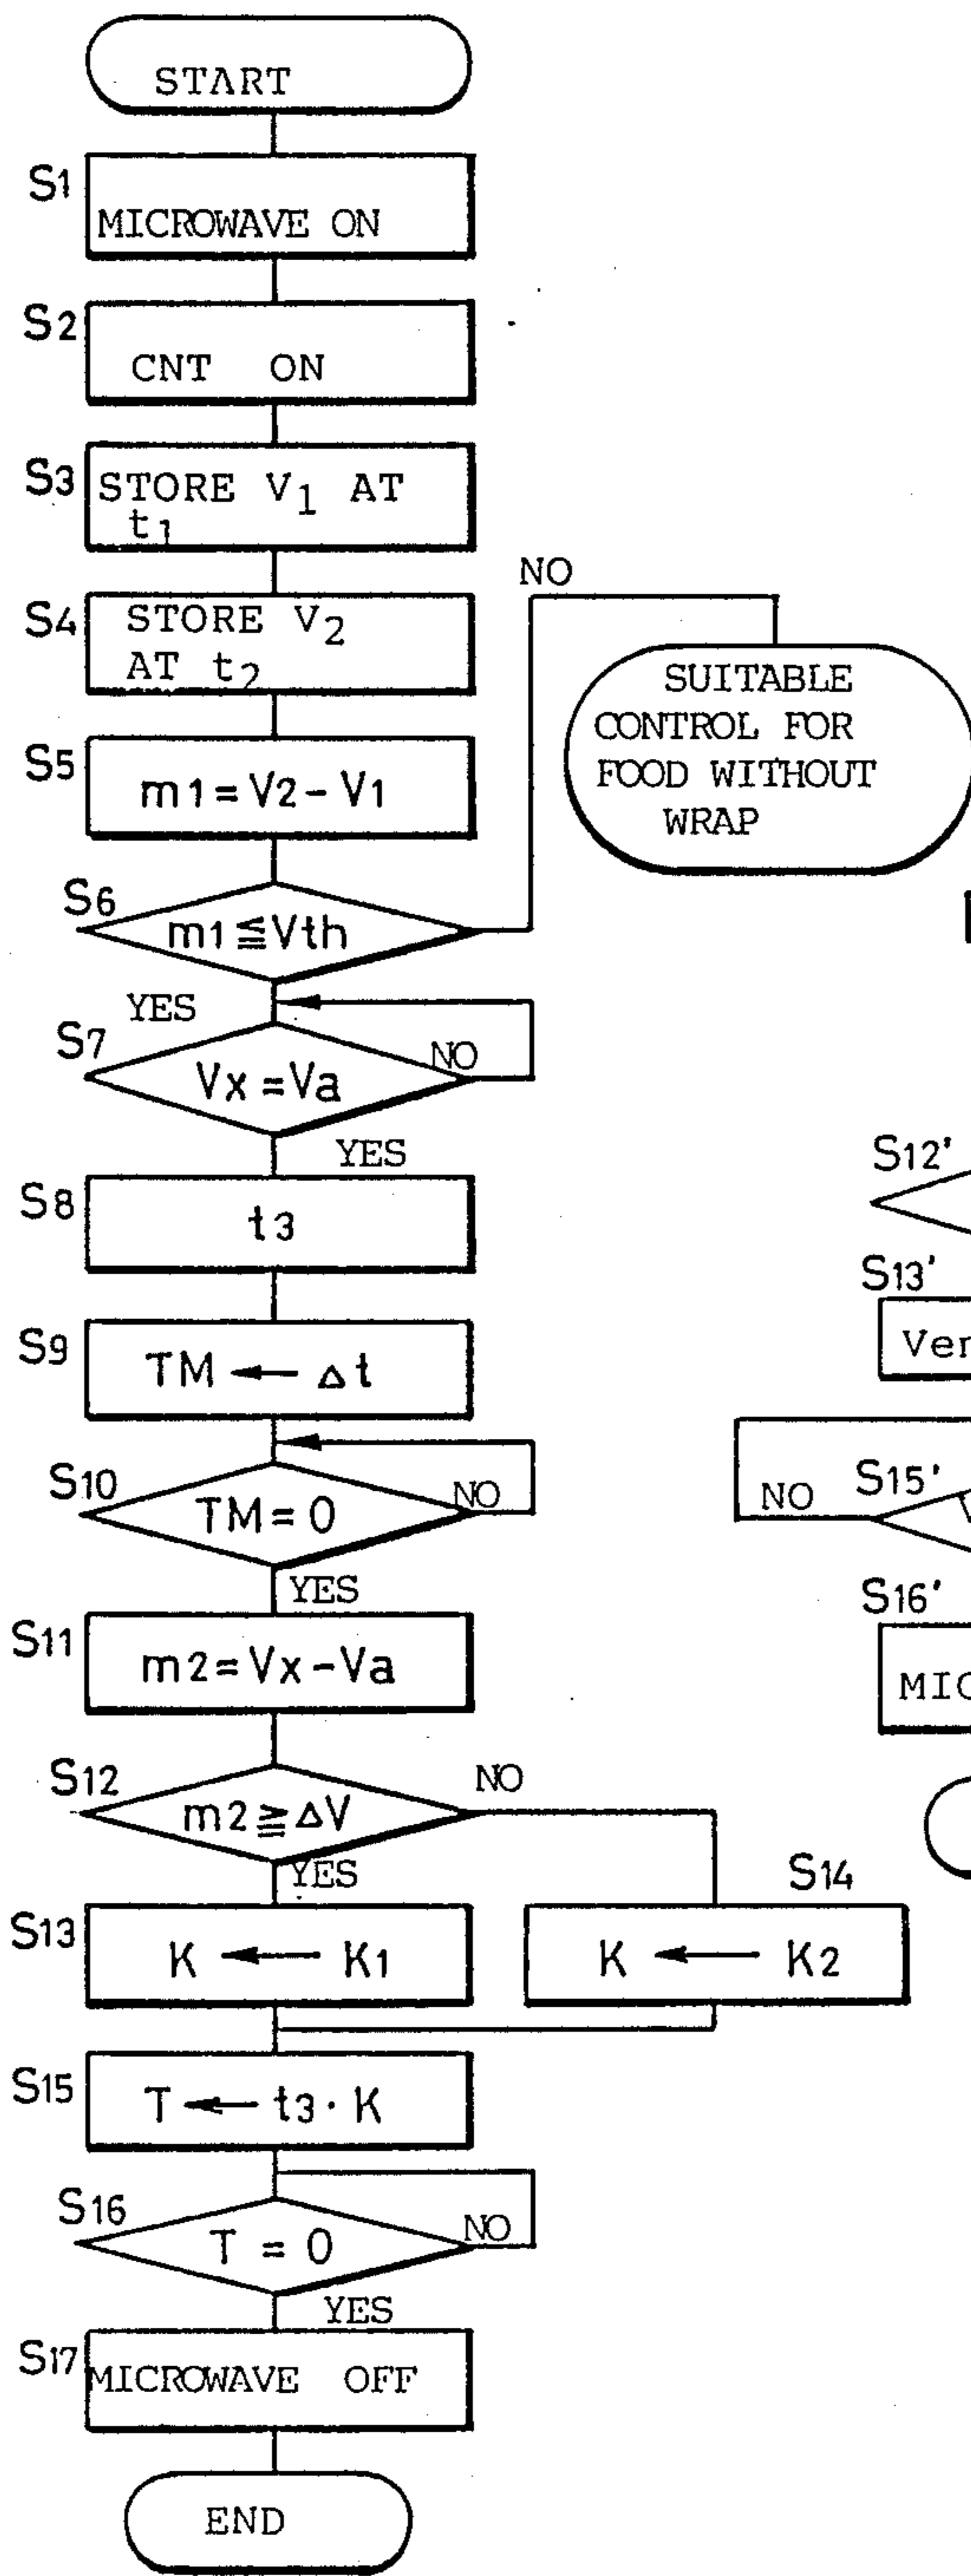 START
S1
MICROWAVE ON
S2
CNT ON
S3
STORE V1 AT
t1
S4
STORE V2
AT t2
S5
m1 = V2 - V1
S6
m1 ≦ Vth
NO
SUITABLE
CONTROL FOR
FOOD WITHOUT
WRAP
YES
S7
Vx = Va
NO
YES
S8
t3
S9
TM ← Δt
S10
TM = 0
NO
YES
S11
m2 = Vx - Va
S12
m2 ≧ ΔV
NO
YES
S13
K ← K1
S14
K ← K2
S15
T ← t3 · K
S16
T = 0
NO
YES
S17
MICROWAVE OFF
END
S12'
S13'
S15'
NO
S16'